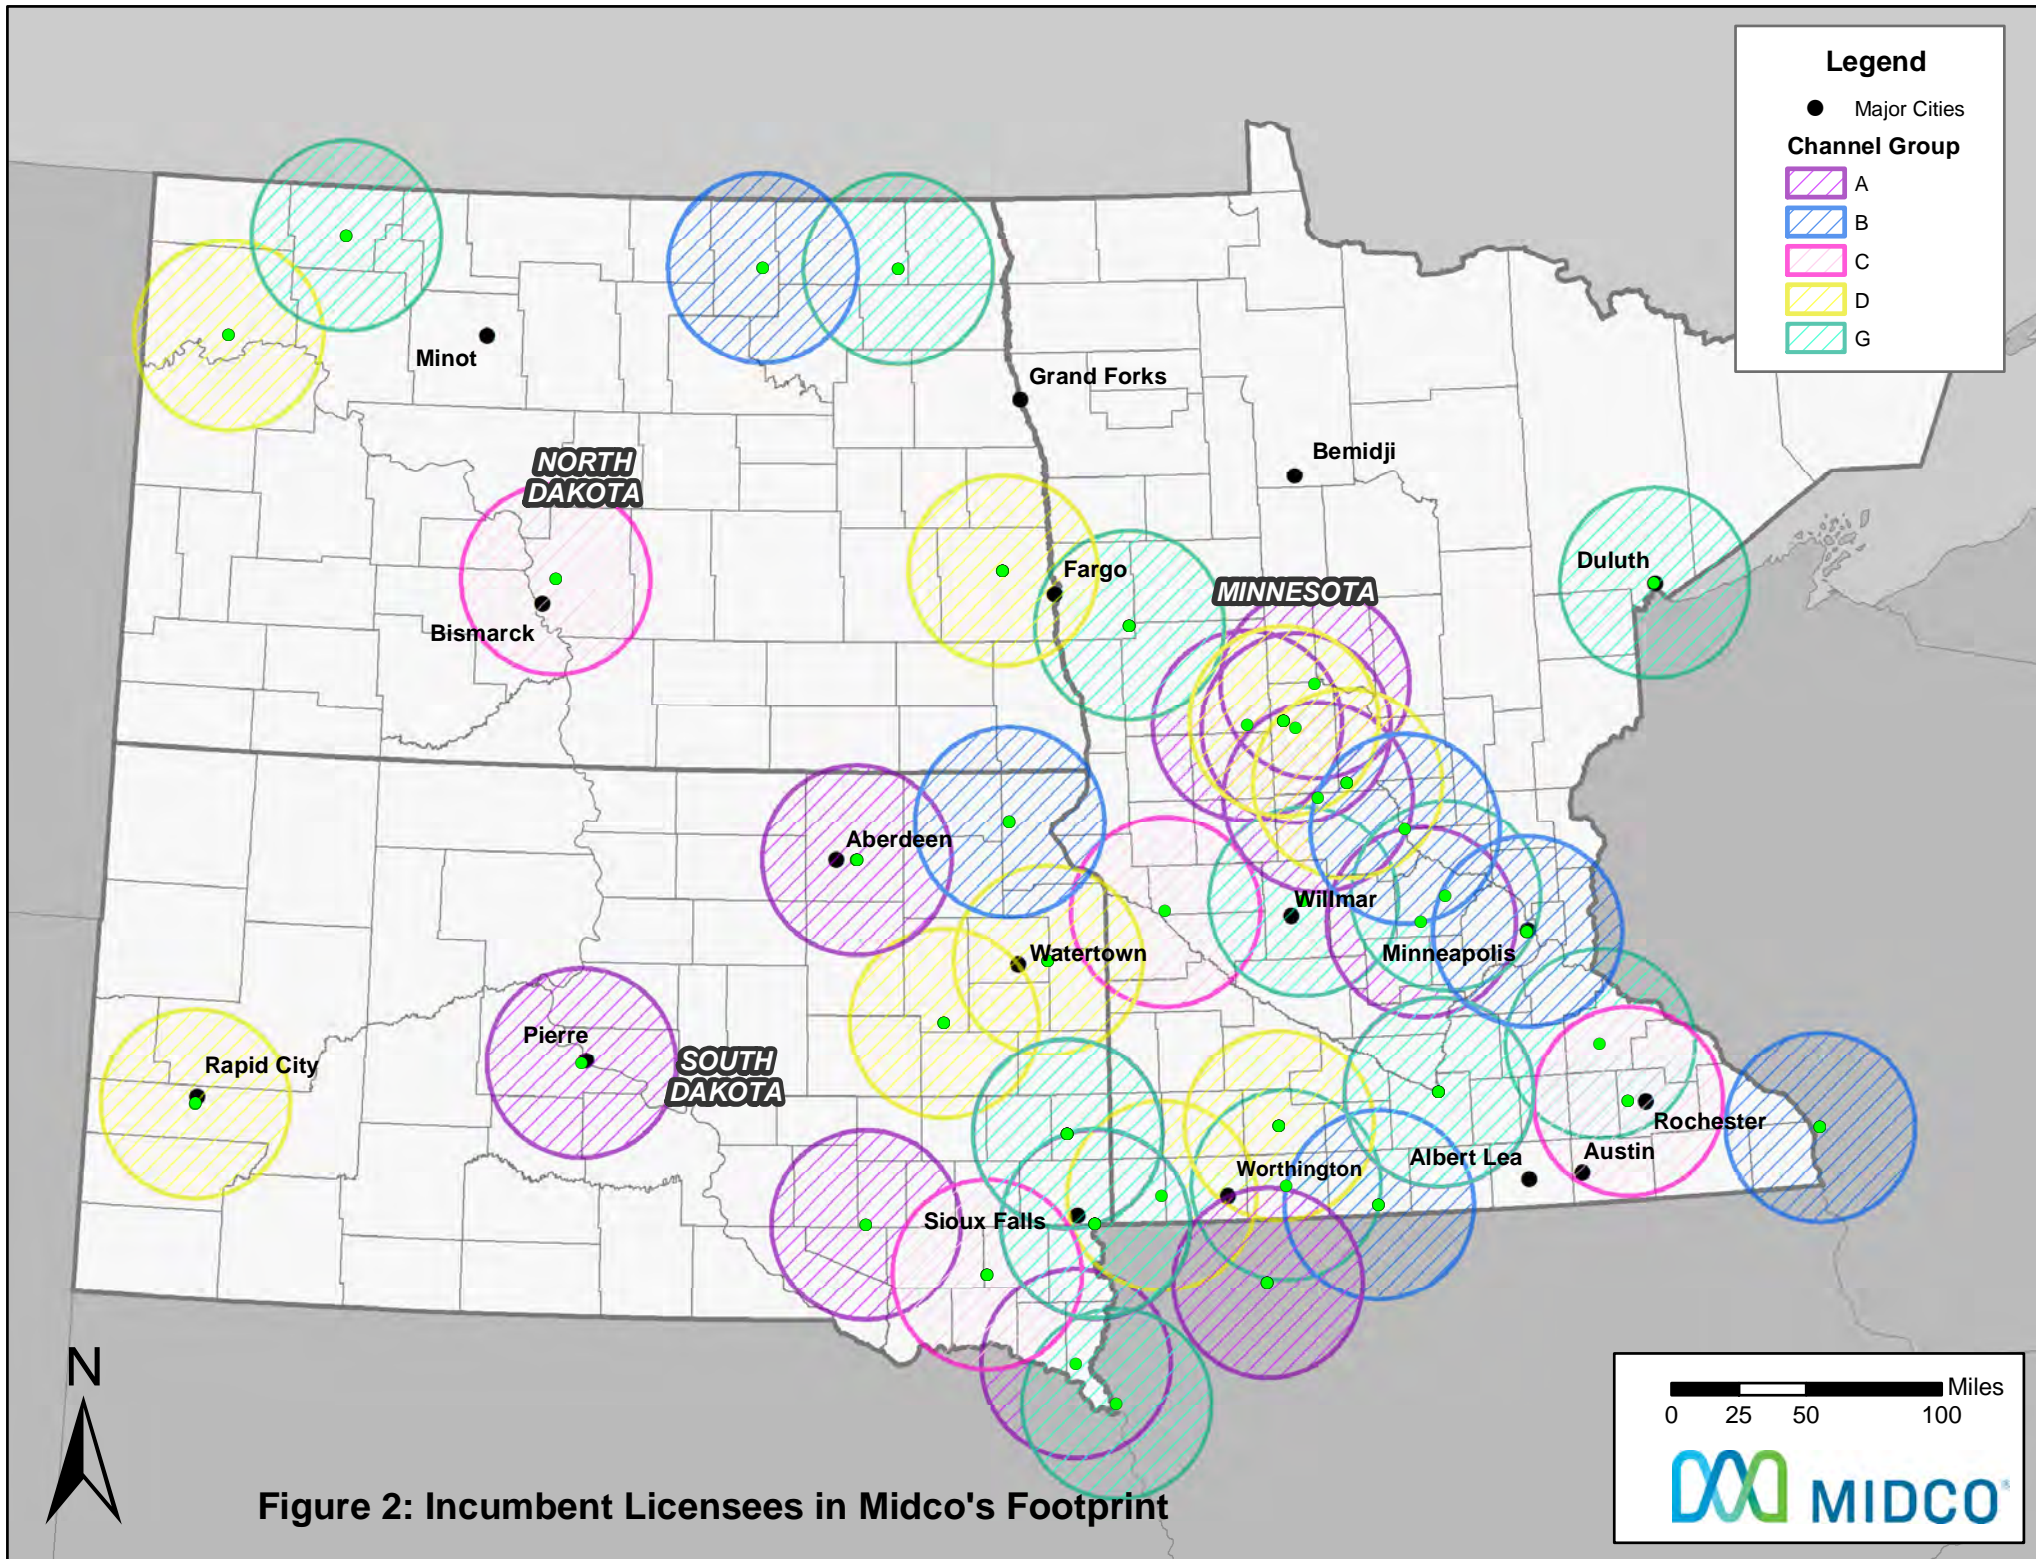 Legend
Major Cities
Channel Group
A
B
C
D
G
Minot
Grand Forks
Bemidji
NORTH
DAKOTA
Fargo
Duluth
MINNESOTA
Bismarck
Aberdeen
Willmar
Watertown
Minneapolis
Pierre
Rapid City
SOUTH
DAKOTA
Rochester
Austin
Albert Lea
Worthington
Sioux Falls
N
Miles
0 25 50 100
MIDCO
Figure 2: Incumbent Licensees in Midco's Footprint